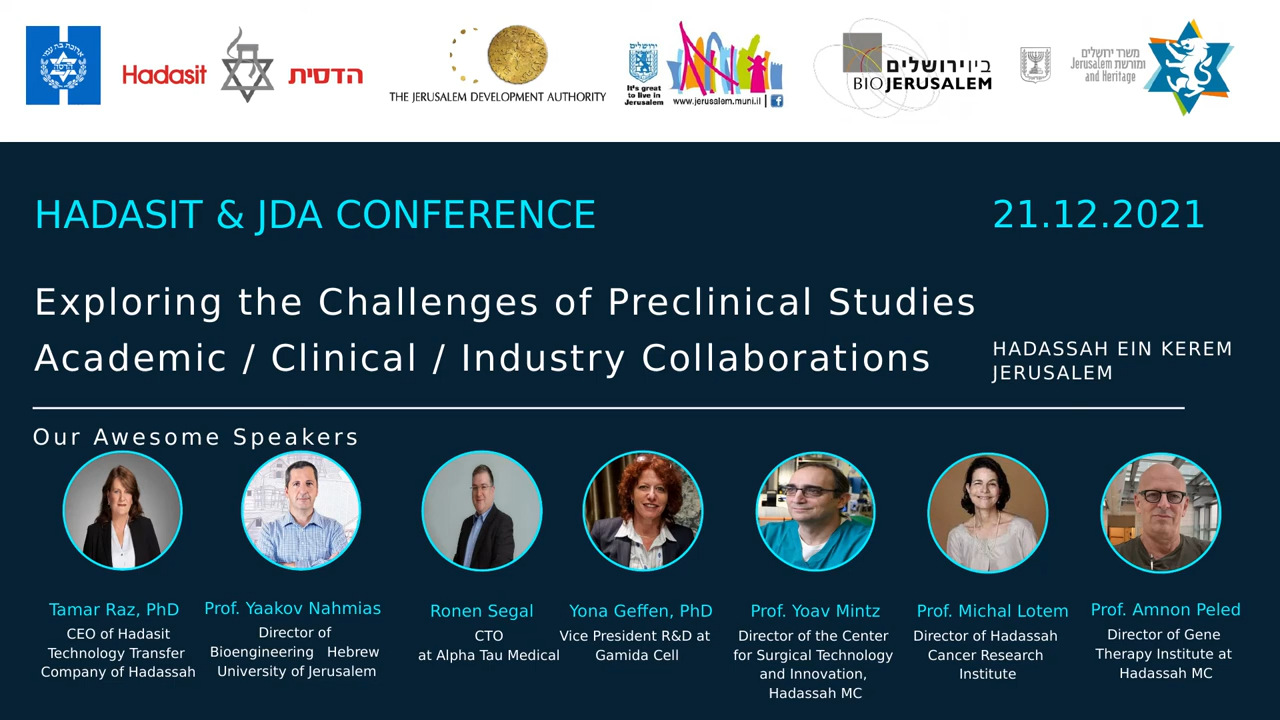 ארוכת בת עמי
הדסה
Hadasit
הדסית
THE JERUSALEM DEVELOPMENT AUTHORITY
ירושלים
It's great
to live in
Jerusalem
www.jerusalem.muni.il
ביוירושלים
BIOJERUSALEM
משרד ירושלים
ומורשת
Jerusalem
and Heritage
HADASIT & JDA CONFERENCE
21.12.2021
Exploring the Challenges of Preclinical Studies
Academic / Clinical / Industry Collaborations
HADASSAH EIN KEREM
JERUSALEM
Our Awesome Speakers
Tamar Raz, PhD
CEO of Hadasit
Technology Transfer
Company of Hadassah
Prof. Yaakov Nahmias
Director of
Bioengineering Hebrew
University of Jerusalem
Ronen Segal
CTO
at Alpha Tau Medical
Yona Geffen, PhD
Vice President R&D at
Gamida Cell
Prof. Yoav Mintz
Director of the Center
for Surgical Technology
and Innovation,
Hadassah MC
Prof. Michal Lotem
Director of Hadassah
Cancer Research
Institute
Prof. Amnon Peled
Director of Gene
Therapy Institute at
Hadassah MC